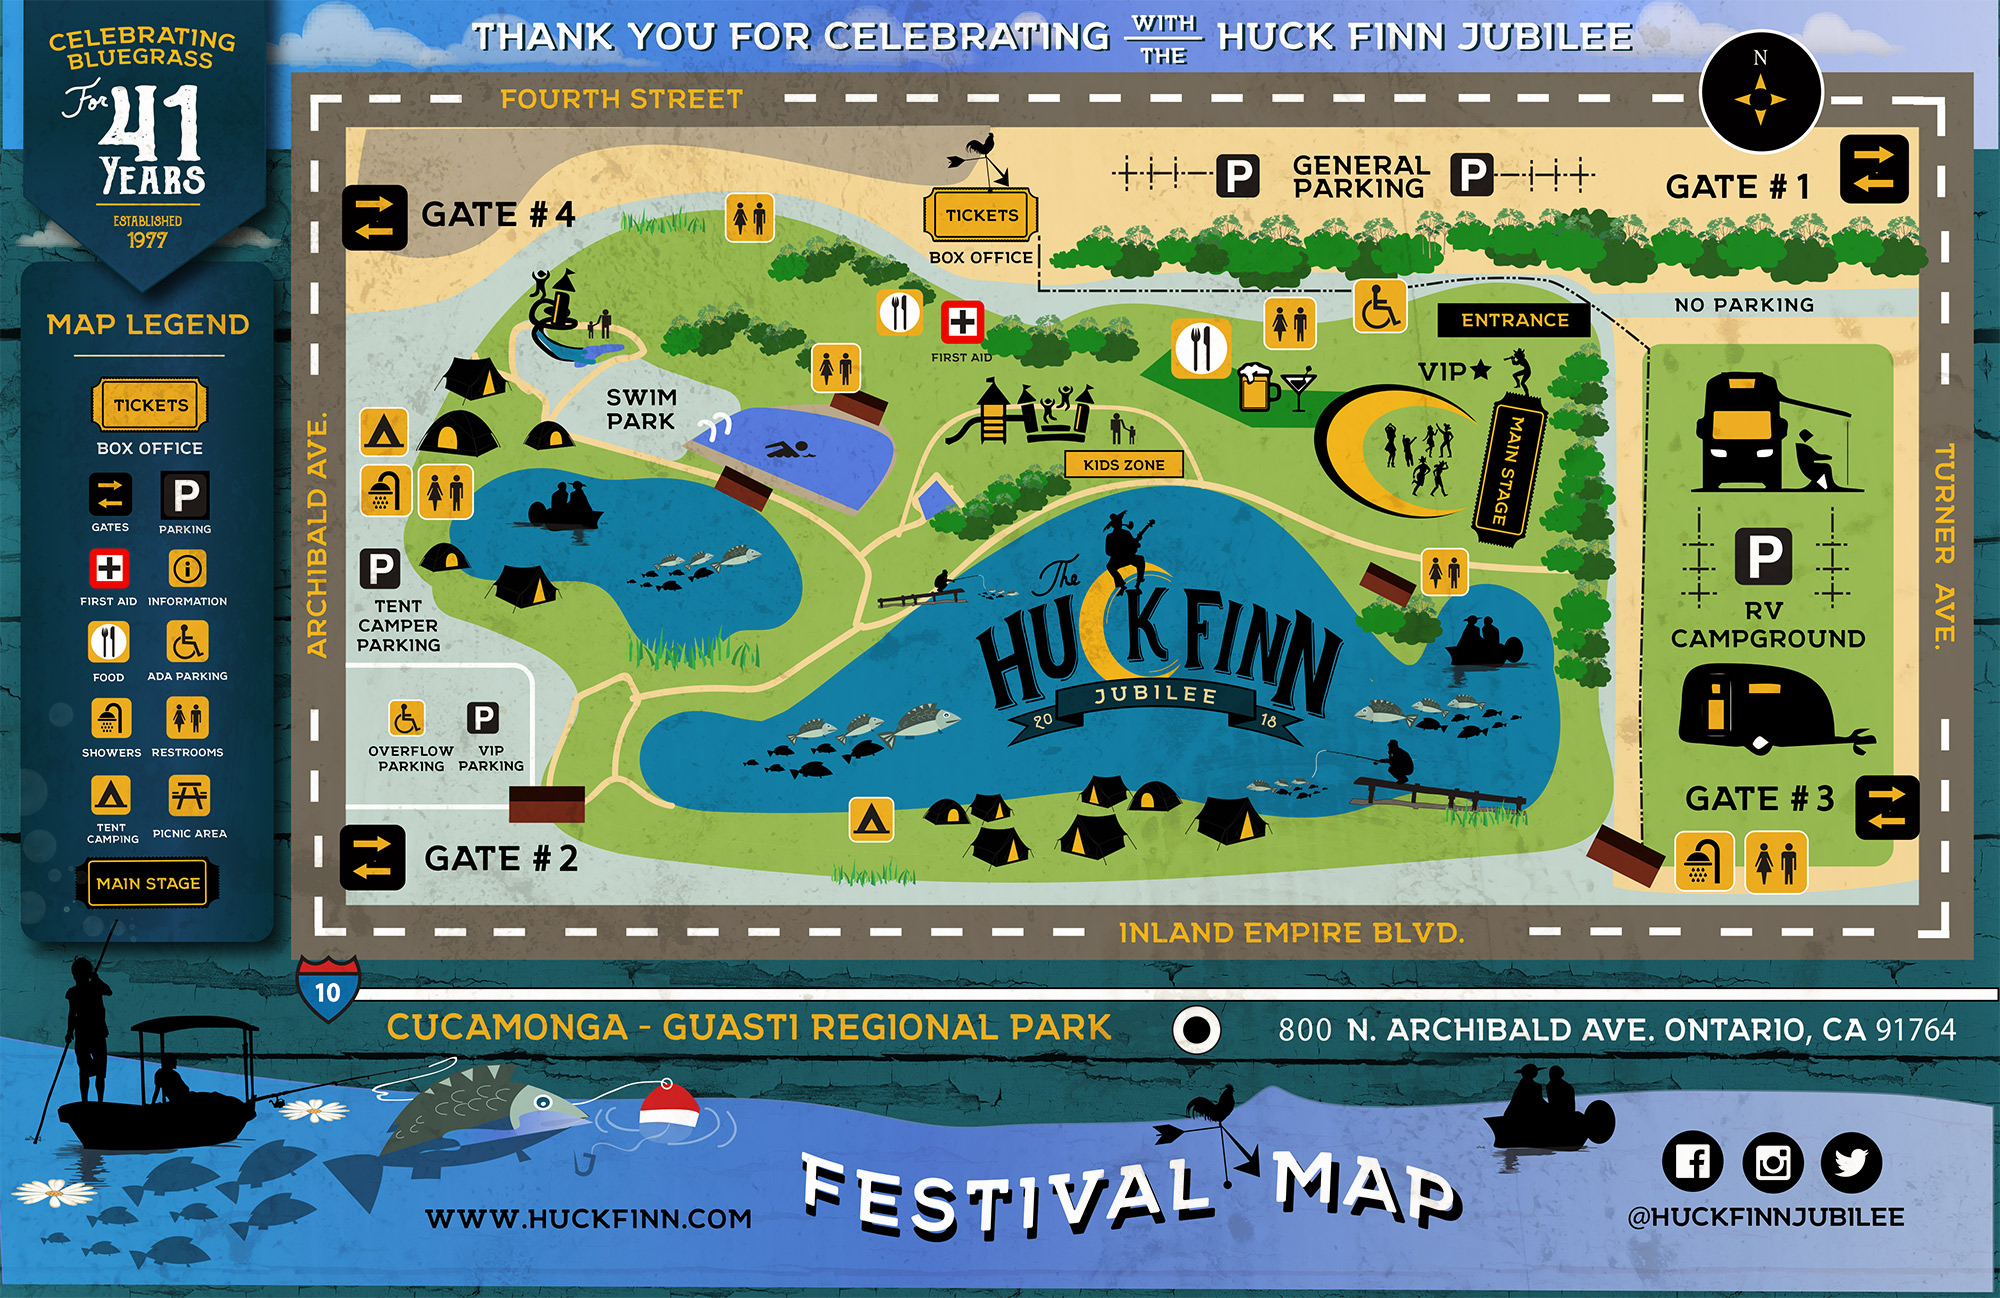 CELEBRATING
BLUEGRASS
For 41
YEARS
ESTABLISHED
1977
THANK YOU FOR CELEBRATING WITH THE HUCK FINN JUBILEE
MAP LEGEND
TICKETS
BOX OFFICE
GATES
P
PARKING
FIRST AID
INFORMATION
FOOD
ADA PARKING
SHOWERS
RESTROOMS
TENT
CAMPING
PICNIC AREA
MAIN STAGE
FOURTH STREET
N
GATE #4
TICKETS
BOX OFFICE
P
GENERAL
PARKING
P
GATE #1
NO PARKING
ENTRANCE
FIRST AID
VIP
SWIM
PARK
KIDS ZONE
MAIN STAGE
ARCHIBALD AVE.
TURNER AVE.
P
TENT
CAMPER
PARKING
P
RV
CAMPGROUND
The
HUCK FINN
JUBILEE
20 18
P
OVERFLOW
PARKING
VIP
PARKING
GATE #3
GATE #2
INLAND EMPIRE BLVD.
10
CUCAMONGA - GUASTI REGIONAL PARK
800 N. ARCHIBALD AVE. ONTARIO, CA 91764
FESTIVAL MAP
WWW.HUCKFINN.COM
@HUCKFINNJUBILEE